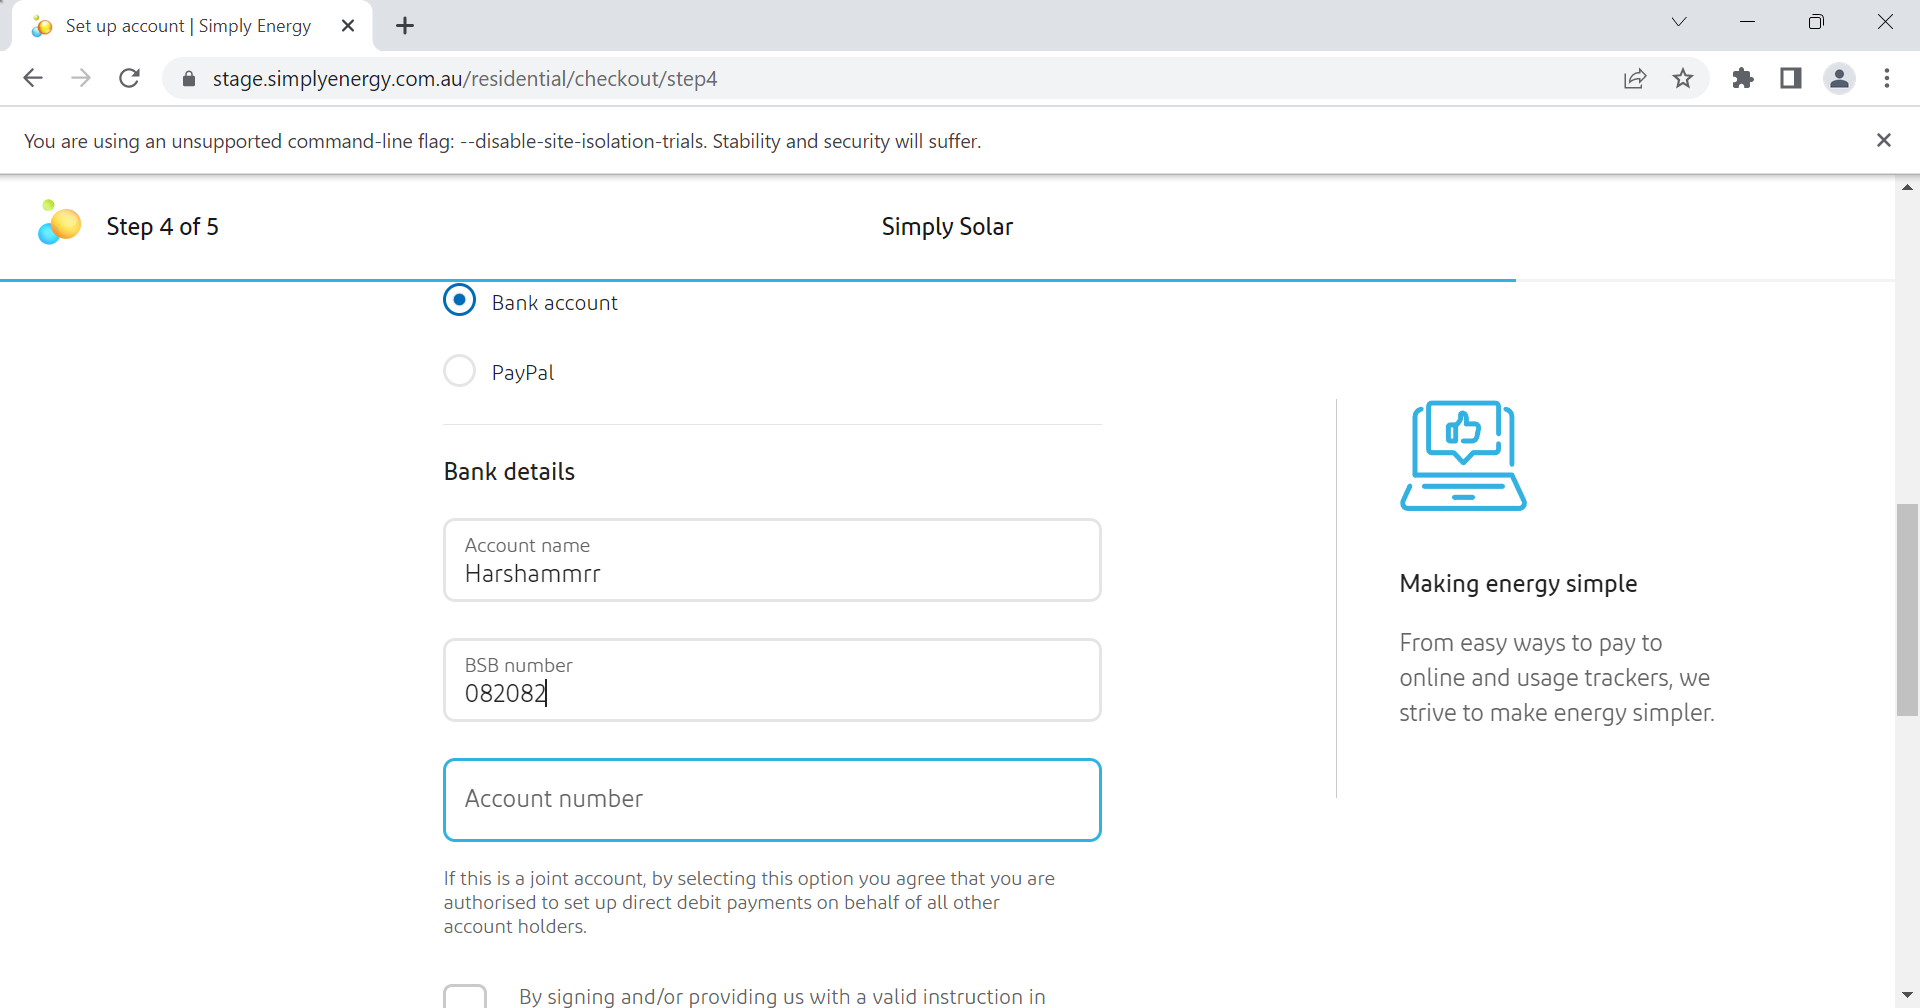 Set up account | Simply Energy
stage.simplyenergy.com.au/residential/checkout/step4
You are using an unsupported command-line flag: --disable-site-isolation-trials. Stability and security will suffer.
Step 4 of 5
Simply Solar
Bank account
PayPal
Bank details
Account name
Harshammrr
BSB number
082082
Account number
If this is a joint account, by selecting this option you agree that you are
authorised to set up direct debit payments on behalf of all other
account holders.
By signing and/or providing us with a valid instruction in
Making energy simple
From easy ways to pay to
online and usage trackers, we
strive to make energy simpler.